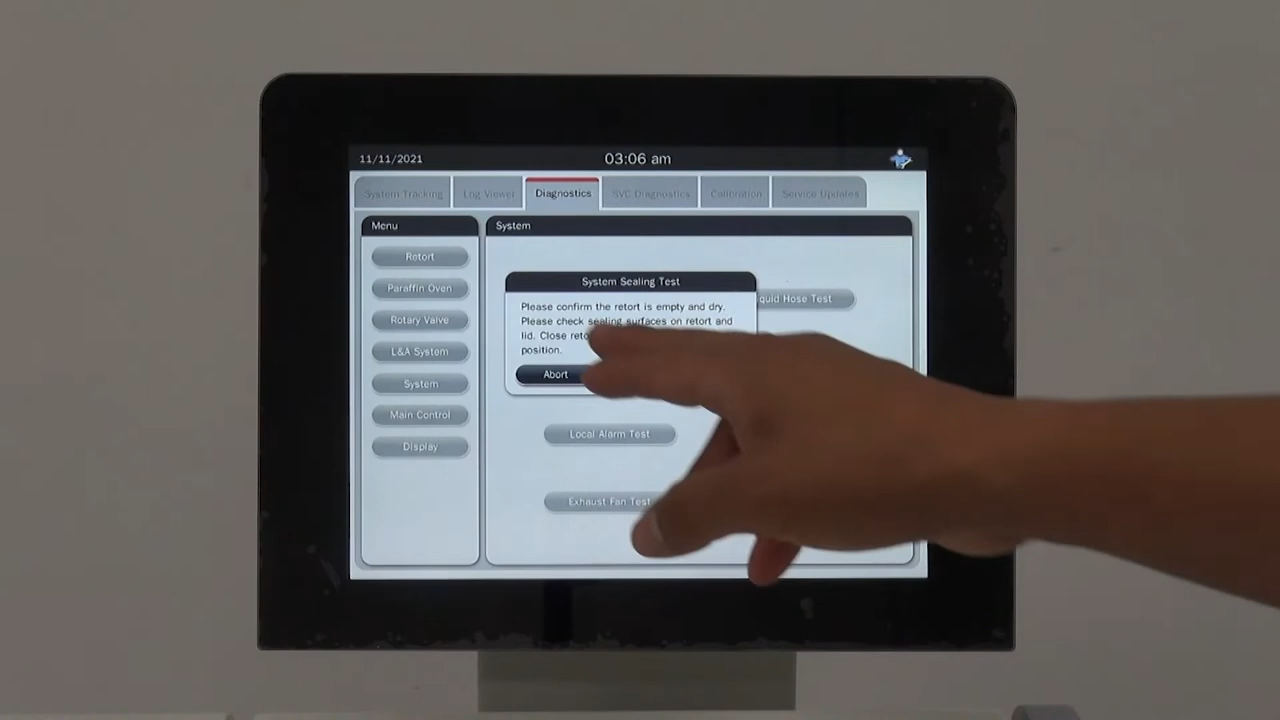 11/11/2021
03:06 am
System Tracking
Log Viewer
Diagnostics
SVC Diagnostics
Calibration
Service Updates
Menu
Retort
Paraffin Oven
Rotary Valve
L&A System
System
Main Control
Display
System
System Sealing Test
Please confirm the retort is empty and dry.
Please check sealing surfaces on retort and
lid. Close
position.
Abort
Hose Test
Local Alarm Test
Exhaust Fan Test